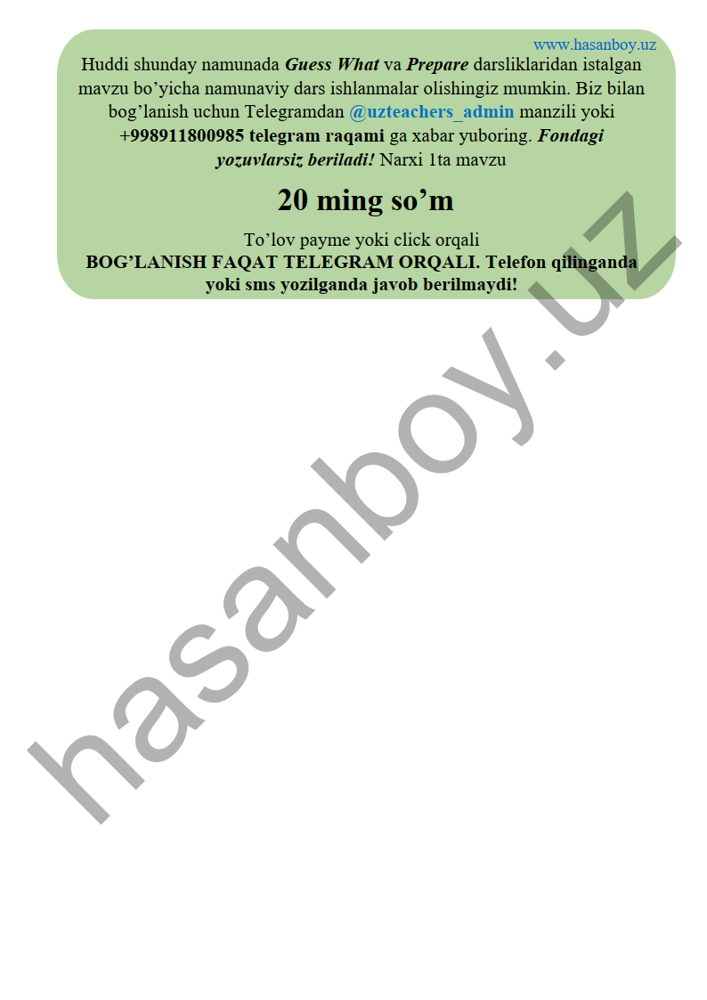 www.hasanboy.uz
Huddi shunday namunada Guess What va Prepare darsliklaridan istalgan
mavzu bo’yicha namunaviy dars ishlanmalar olishingiz mumkin. Biz bilan
bog’lanish uchun Telegramdan @uzteachers_admin manzili yoki
+998911800985 telegram raqami ga xabar yuboring. Fondagi
yozuvlarsiz beriladi! Narxi 1ta mavzu
20 ming so’m
To’lov payme yoki click orqali
BOG’LANISH FAQAT TELEGRAM ORQALI. Telefon qilinganda
yoki sms yozilganda javob berilmaydi!
hasanboy.uz